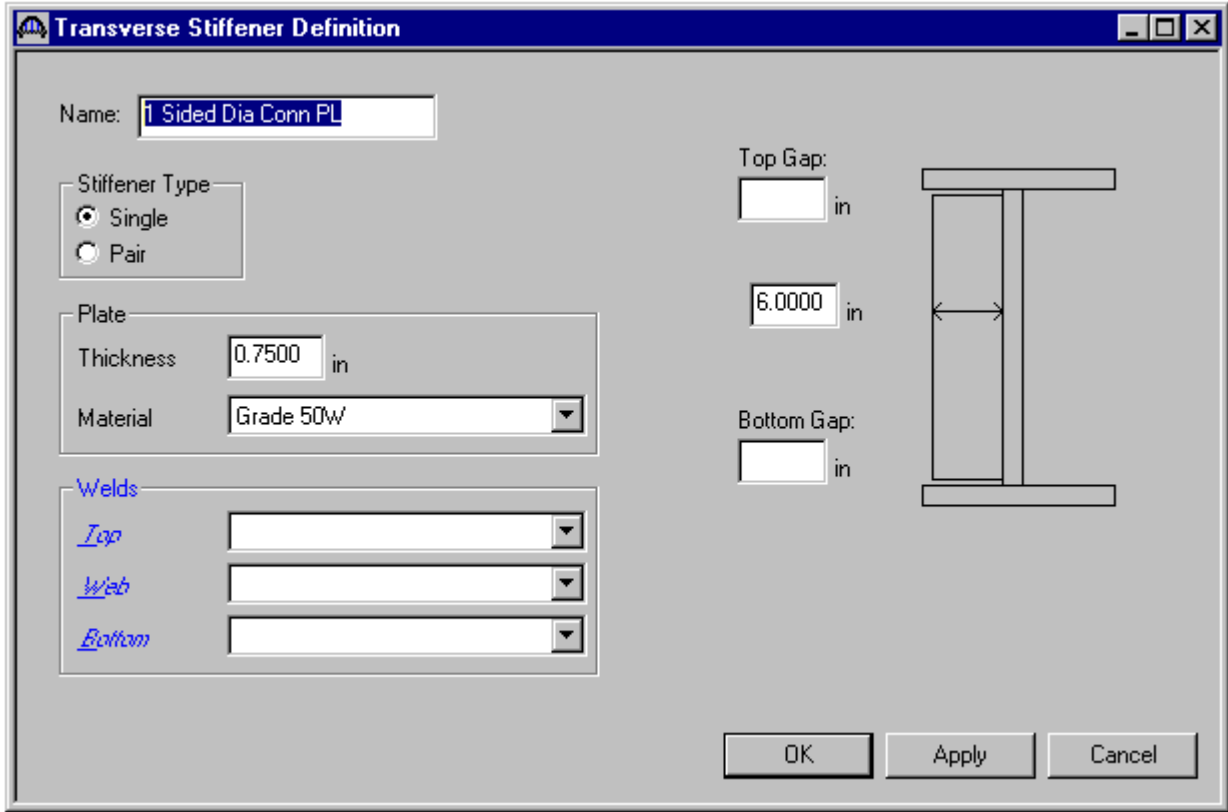 Transverse Stiffener Definition
Name: 1 Sided Dia Conn PL
Stiffener Type
Single
Pair
Plate
Thickness 0.7500 in
Material Grade 50W
Welds
Top
Web
Bottom
Top Gap:
in
6.0000 in
Bottom Gap:
in
OK Apply Cancel